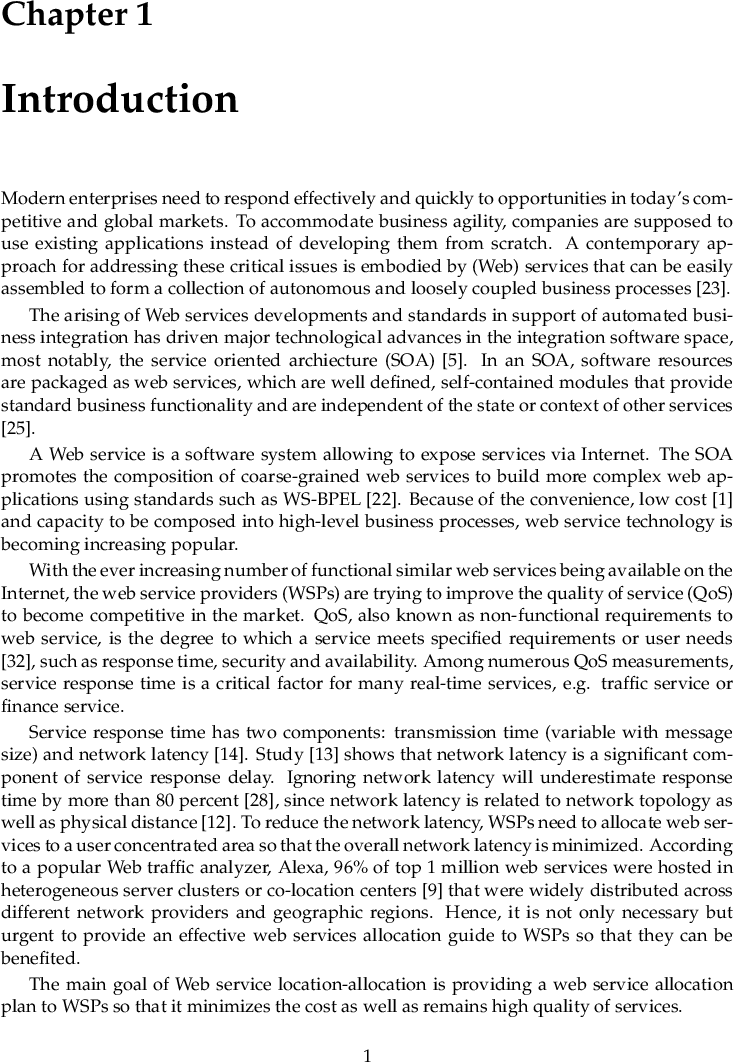 Chapter 1
Introduction
Modern enterprises need to respond effectively and quickly to opportunities in today's com-
petitive and global markets. To accommodate business agility, companies are supposed to
use existing applications instead of developing them from scratch. A contemporary ap-
proach for addressing these critical issues is embodied by (Web) services that can be easily
assembled to form a collection of autonomous and loosely coupled business processes [23].
The arising of Web services developments and standards in support of automated busi-
ness integration has driven major technological advances in the integration software space,
most notably, the service oriented archiecture (SOA) [5]. In an SOA, software resources
are packaged as web services, which are well defined, self-contained modules that provide
standard business functionality and are independent of the state or context of other services
[25].
A Web service is a software system allowing to expose services via Internet. The SOA
promotes the composition of coarse-grained web services to build more complex web ap-
plications using standards such as WS-BPEL [22]. Because of the convenience, low cost [1]
and capacity to be composed into high-level business processes, web service technology is
becoming increasing popular.
With the ever increasing number of functional similar web services being available on the
Internet, the web service providers (WSPs) are trying to improve the quality of service (QoS)
to become competitive in the market. QoS, also known as non-functional requirements to
web service, is the degree to which a service meets specified requirements or user needs
[32], such as response time, security and availability. Among numerous QoS measurements,
service response time is a critical factor for many real-time services, e.g. traffic service or
finance service.
Service response time has two components: transmission time (variable with message
size) and network latency [14]. Study [13] shows that network latency is a significant com-
ponent of service response delay. Ignoring network latency will underestimate response
time by more than 80 percent [28], since network latency is related to network topology as
well as physical distance [12]. To reduce the network latency, WSPs need to allocate web ser-
vices to a user concentrated area so that the overall network latency is minimized. According
to a popular Web traffic analyzer, Alexa, 96% of top 1 million web services were hosted in
heterogeneous server clusters or co-location centers [9] that were widely distributed across
different network providers and geographic regions. Hence, it is not only necessary but
urgent to provide an effective web services allocation guide to WSPs so that they can be
benefited.
The main goal of Web service location-allocation is providing a web service allocation
plan to WSPs so that it minimizes the cost as well as remains high quality of services.
1